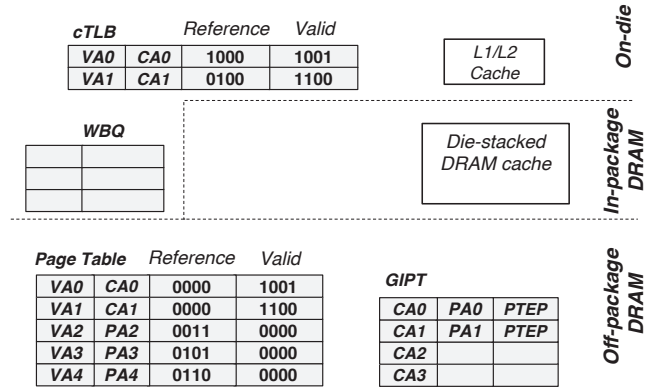 cTLB Reference Valid
VA0 CA0 1000 1001
VA1 CA1 0100 1100
L1/L2
Cache
On-die
WBQ
Die-stacked
DRAM cache
In-package
DRAM
Page Table Reference Valid
VA0 CA0 0000 1001
VA1 CA1 0000 1100
VA2 PA2 0011 0000
VA3 PA3 0101 0000
VA4 PA4 0110 0000
GIPT
CA0 PA0 PTEP
CA1 PA1 PTEP
CA2
CA3
Off-package
DRAM